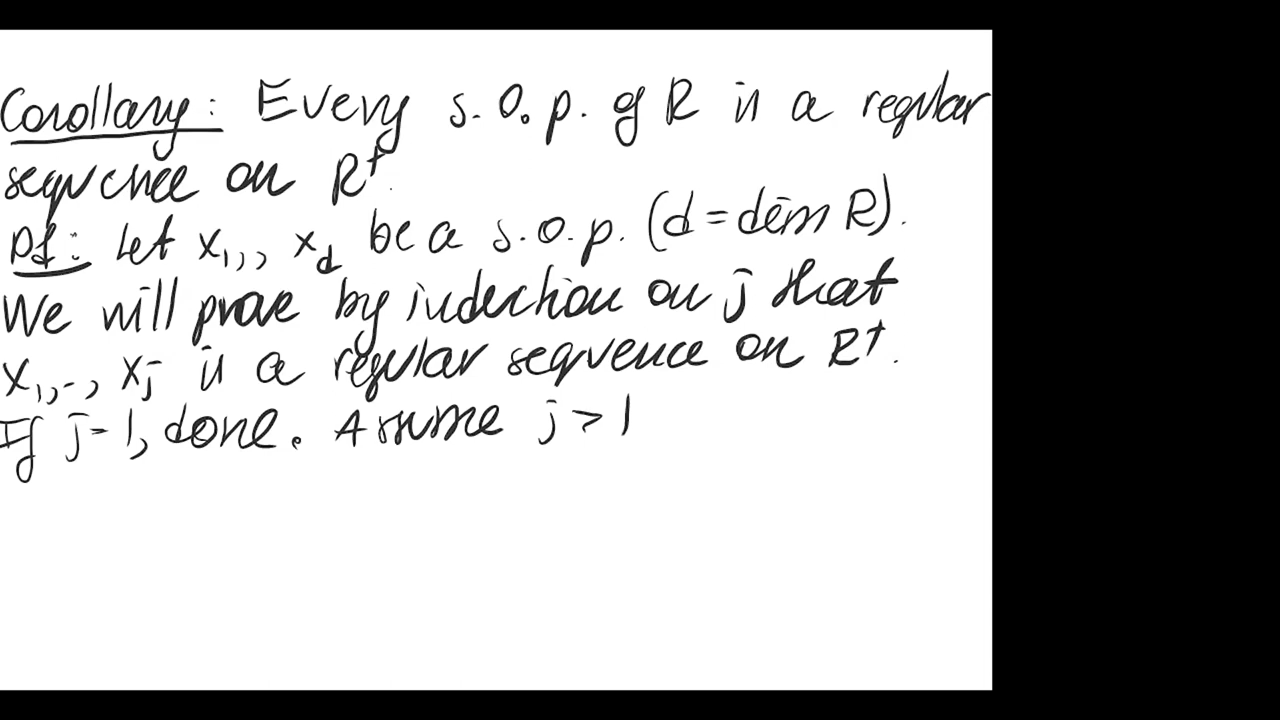 Corollary: Every s.o.p. of R is a regular
sequence on R⁺.
Pf: Let x₁,, x_d be a s.o.p. (d = dim R).
We will prove by induction on j that
x₁,-, x_j is a regular sequence on R⁺.
If j=1, done. Assume j > 1